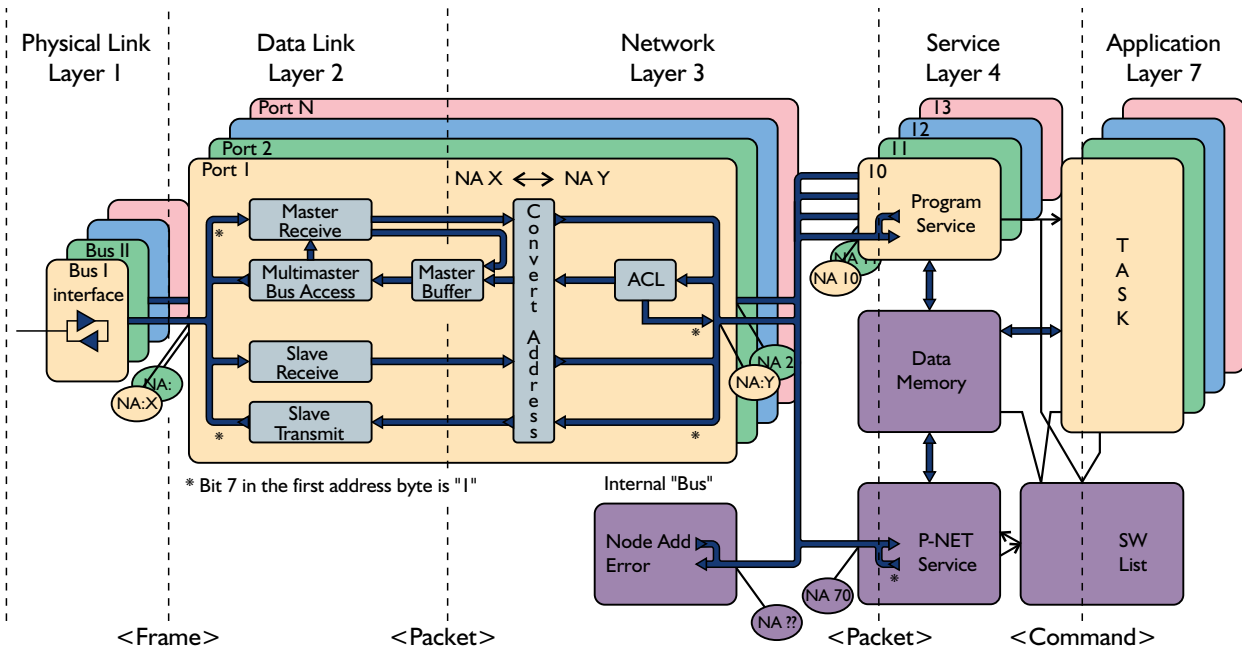 Physical Link
Layer 1
Data Link
Layer 2
Network
Layer 3
Service
Layer 4
Application
Layer 7
Port N
Port 2
Port 1
NA X
NA Y
Bus II
Bus I
interface
NA:
NA:X
*
Master
Receive
Multimaster
Bus Access
Master
Buffer
Slave
Receive
*
Slave
Transmit
Convert Address
ACL
*
*
NA 2
NA:Y
13
12
11
10
Program
Service
NA 10
Data
Memory
TASK
* Bit 7 in the first address byte is "1"
Internal "Bus"
Node Add
Error
NA ??
NA 70
P-NET
Service
*
SW
List
<Frame>
<Packet>
<Packet>
<Command>